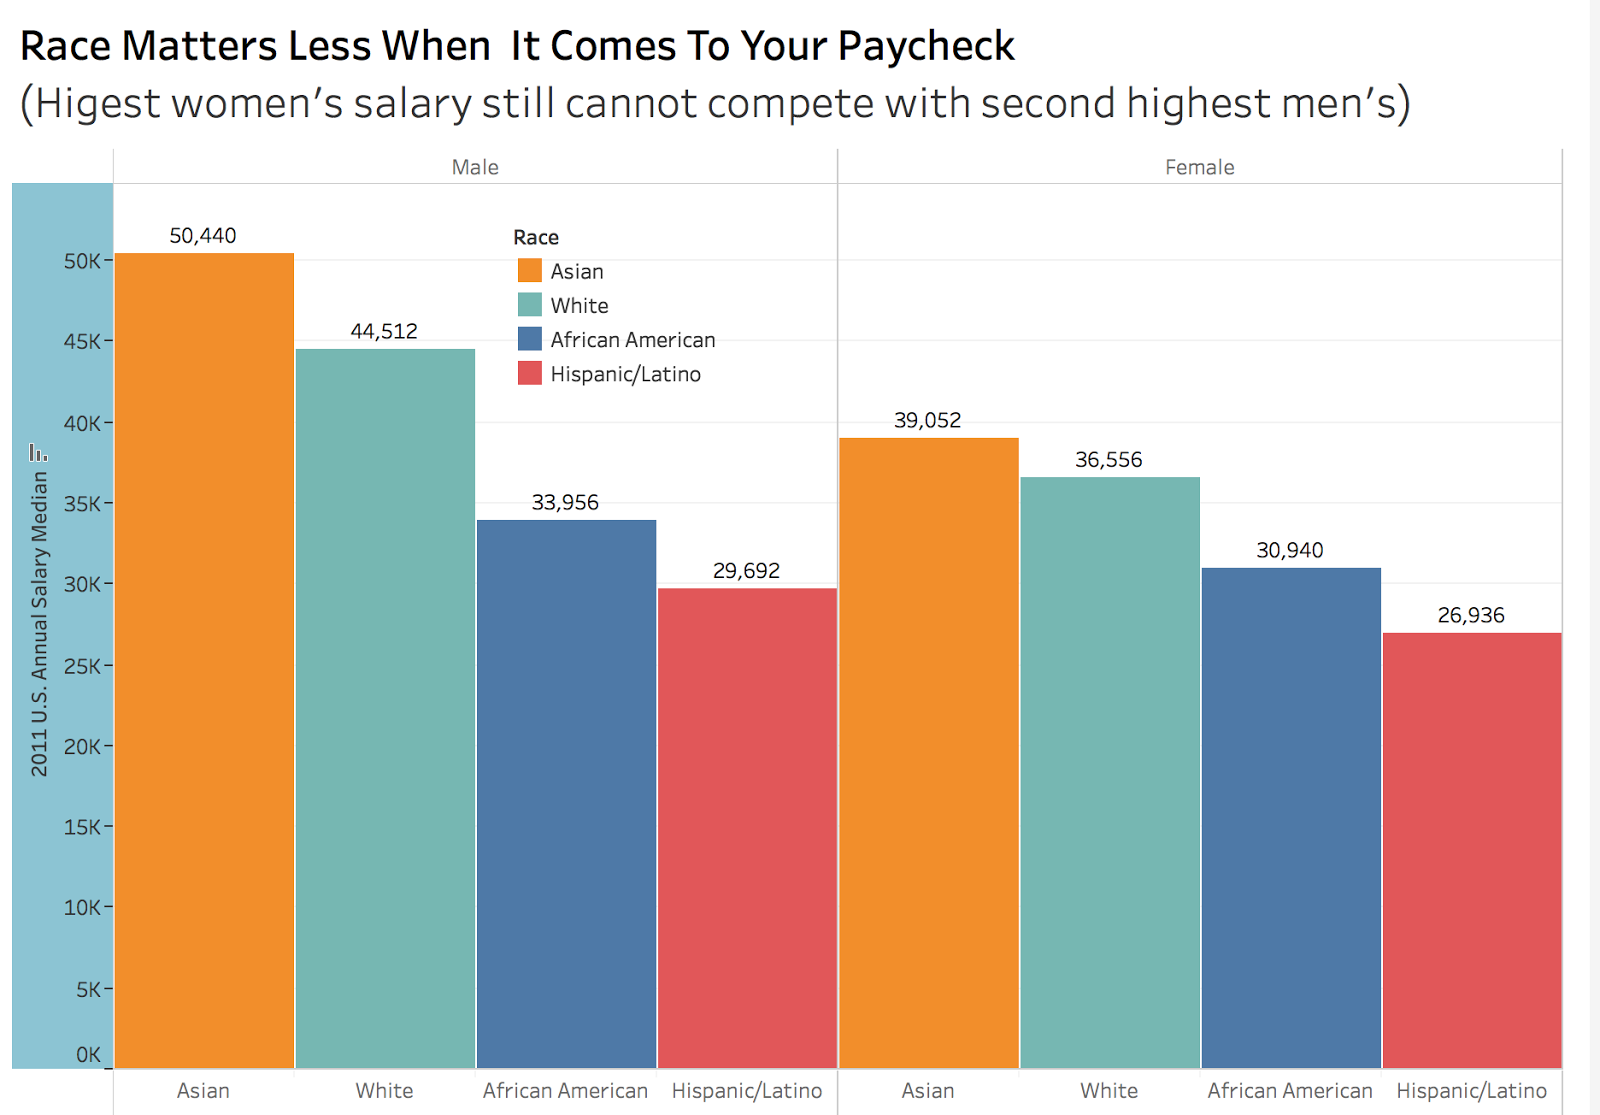 Race Matters Less When  It Comes To Your Paycheck
(Higest women's salary still cannot compete with second highest men's)
Male
Female
2011 U.S. Annual Salary Median
50K
45K
40K
35K
30K
25K
20K
15K
10K
5K
0K
Race
Asian
White
African American
Hispanic/Latino
50,440
44,512
33,956
29,692
39,052
36,556
30,940
26,936
Asian White African American Hispanic/Latino Asian White African American Hispanic/Latino